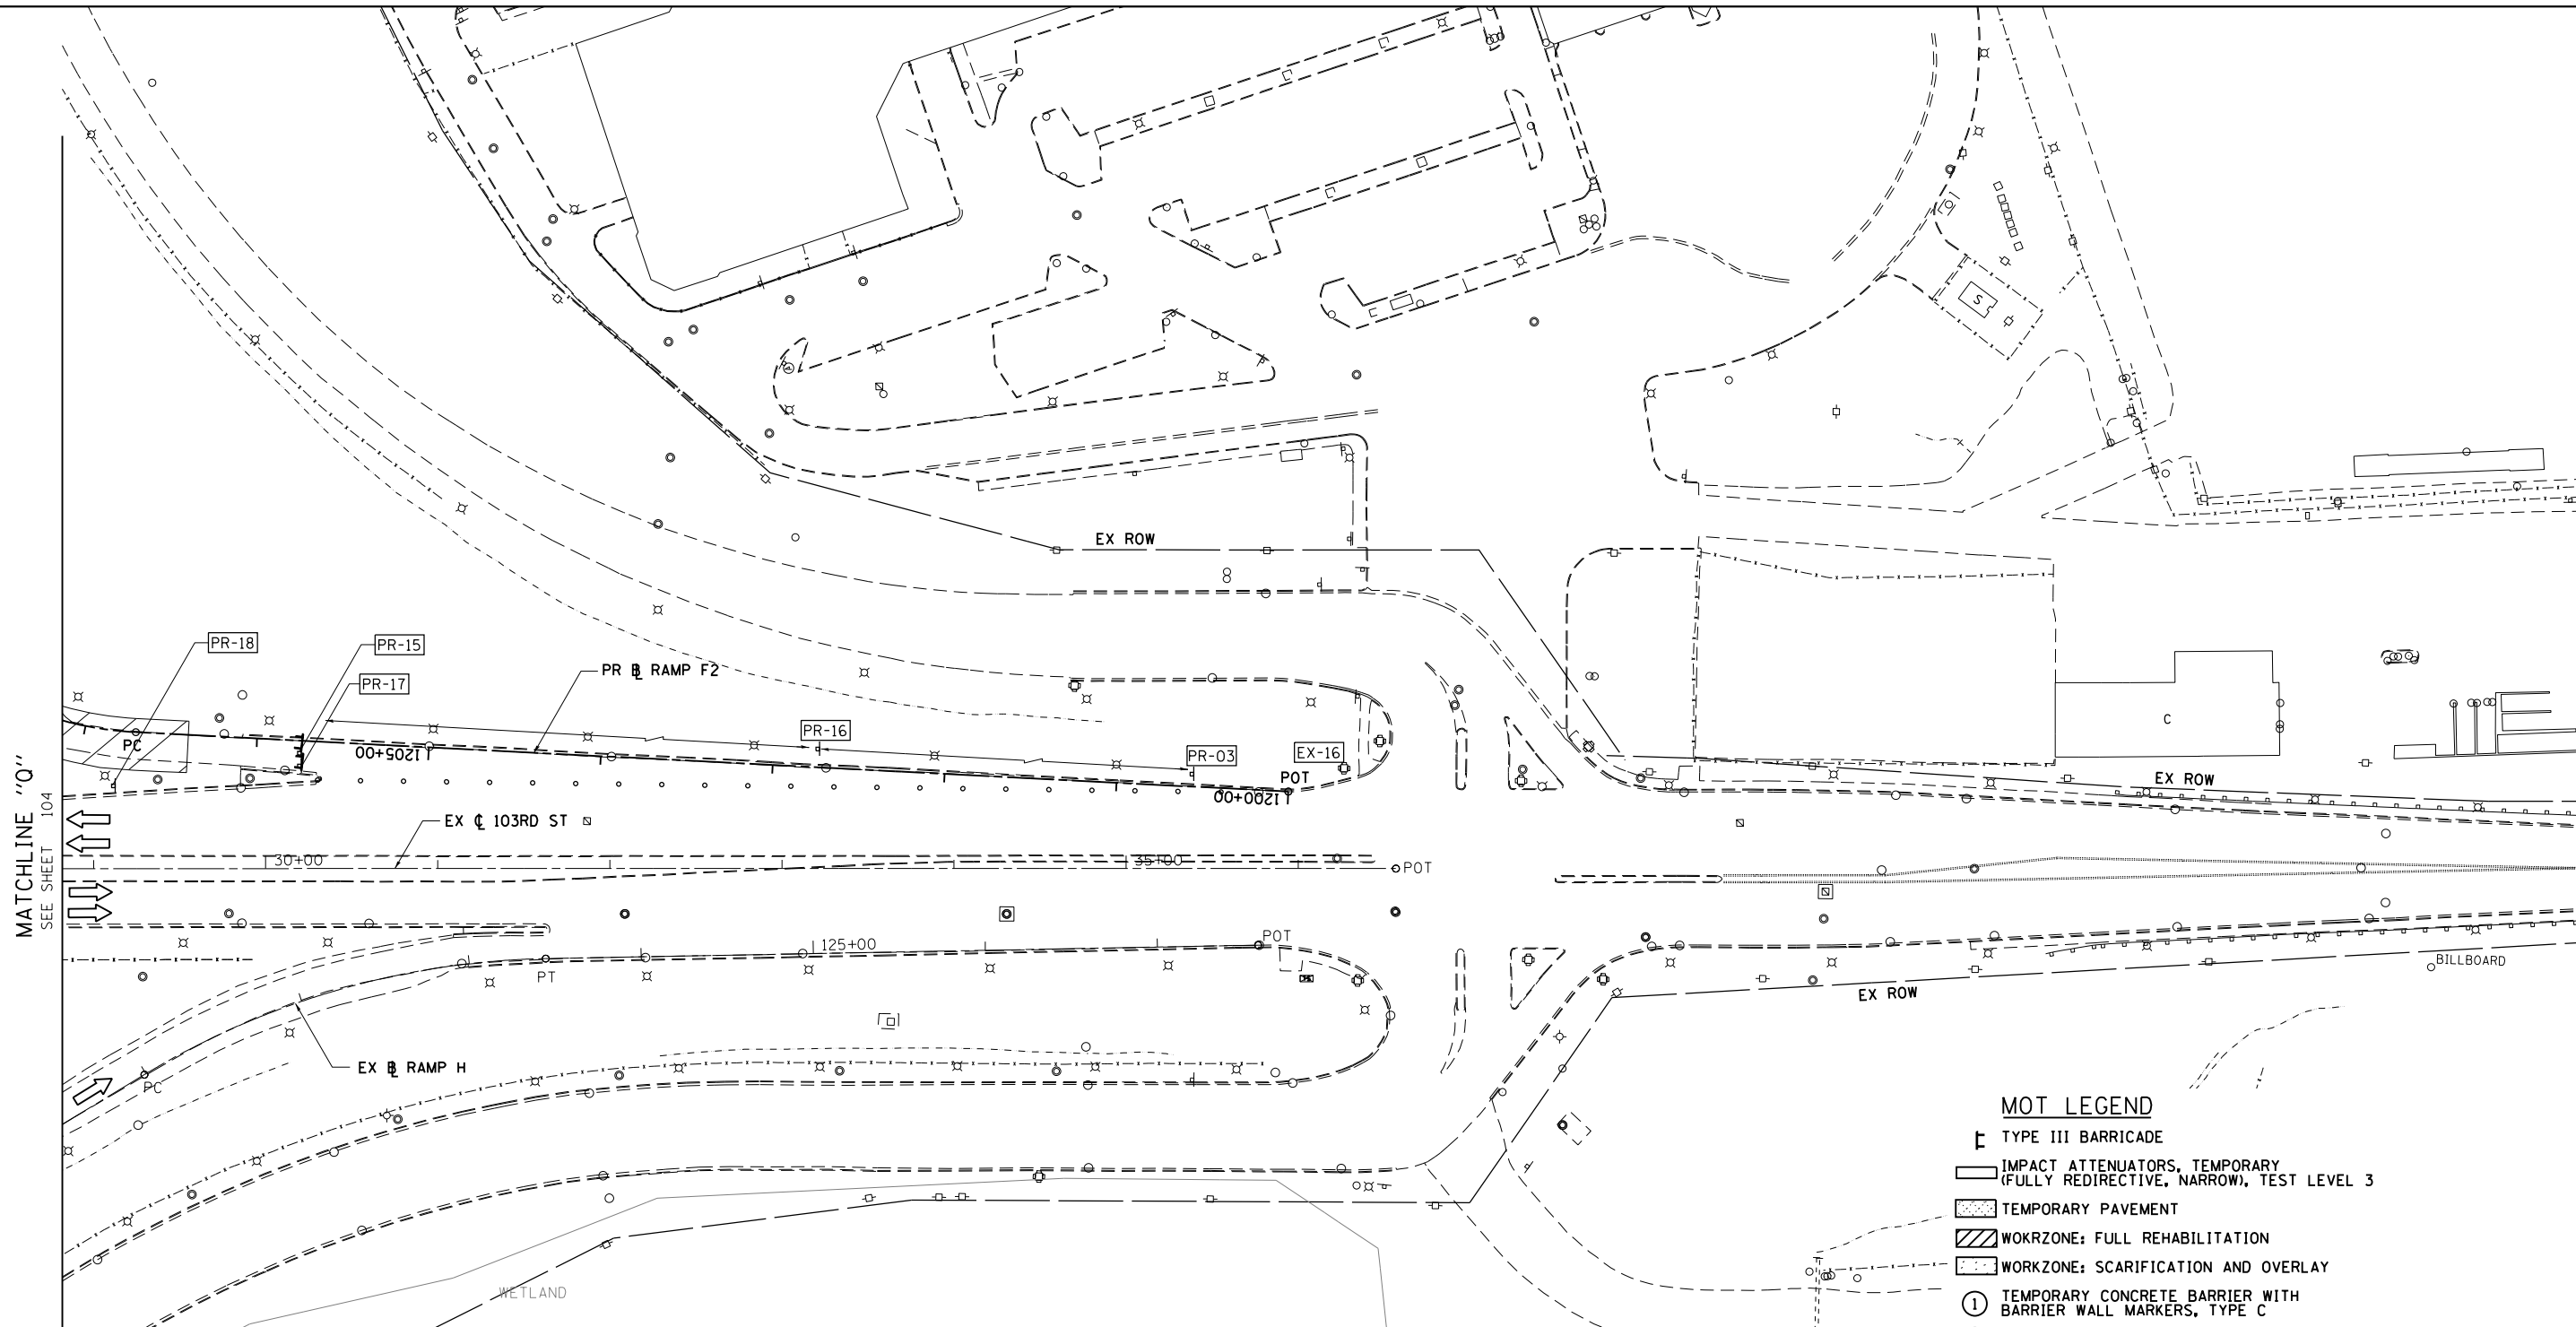 S
EX ROW
PR-18
PR-15
PR-17
PR ℄ RAMP F2
PR-16
PR-03
EX-16
PC
1205+00
POT
1200+00
C
EX ROW
MATCHLINE "Q"
SEE SHEET 104
EX ℄ 103RD ST
30+00
35+00
POT
125+00
POT
PT
BILLBOARD
EX ROW
PC
EX ℄ RAMP H
WETLAND
MOT LEGEND
TYPE III BARRICADE
IMPACT ATTENUATORS, TEMPORARY
(FULLY REDIRECTIVE, NARROW), TEST LEVEL 3
TEMPORARY PAVEMENT
WOKRZONE: FULL REHABILITATION
WORKZONE: SCARIFICATION AND OVERLAY
1 TEMPORARY CONCRETE BARRIER WITH
BARRIER WALL MARKERS, TYPE C